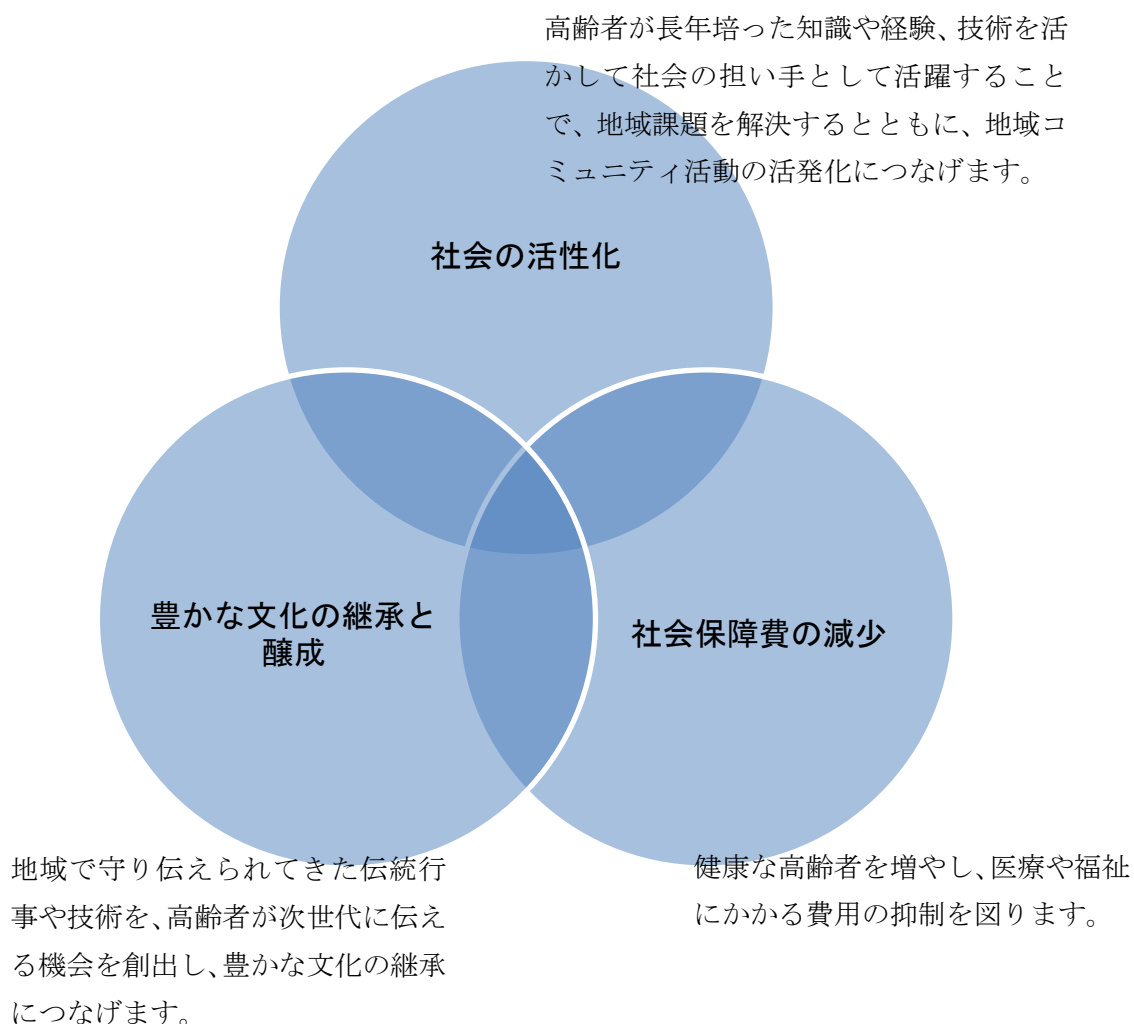 高齢者が長年培った知識や経験、技術を活
かして社会の担い手として活躍すること
で、地域課題を解決するとともに、地域コ
ミュニティ活動の活発化につなげます。
社会の活性化
豊かな文化の継承と
醸成
社会保障費の減少
地域で守り伝えられてきた伝統行
事や技術を、高齢者が次世代に伝え
る機会を創出し、豊かな文化の継承
につなげます。
健康な高齢者を増やし、医療や福祉
にかかる費用の抑制を図ります。